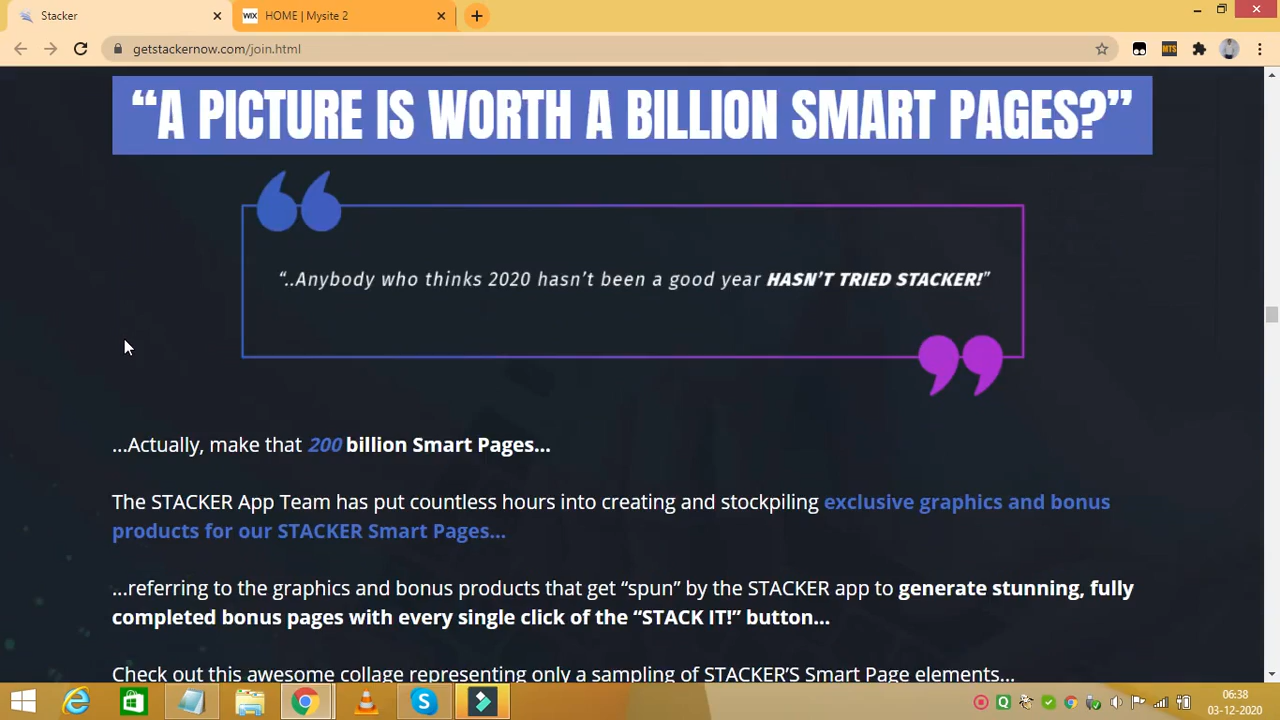 Stacker
WIX HOME | Mysite 2
getstackernow.com/join.html
MTS
“A PICTURE IS WORTH A BILLION SMART PAGES?”
“..Anybody who thinks 2020 hasn’t been a good year HASN’T TRIED STACKER!”
...Actually, make that 200 billion Smart Pages...
The STACKER App Team has put countless hours into creating and stockpiling exclusive graphics and bonus
products for our STACKER Smart Pages...
...referring to the graphics and bonus products that get “spun” by the STACKER app to generate stunning, fully
completed bonus pages with every single click of the “STACK IT!” button...
Check out this awesome collage representing only a sampling of STACKER’S Smart Page elements...
06:38
03-12-2020